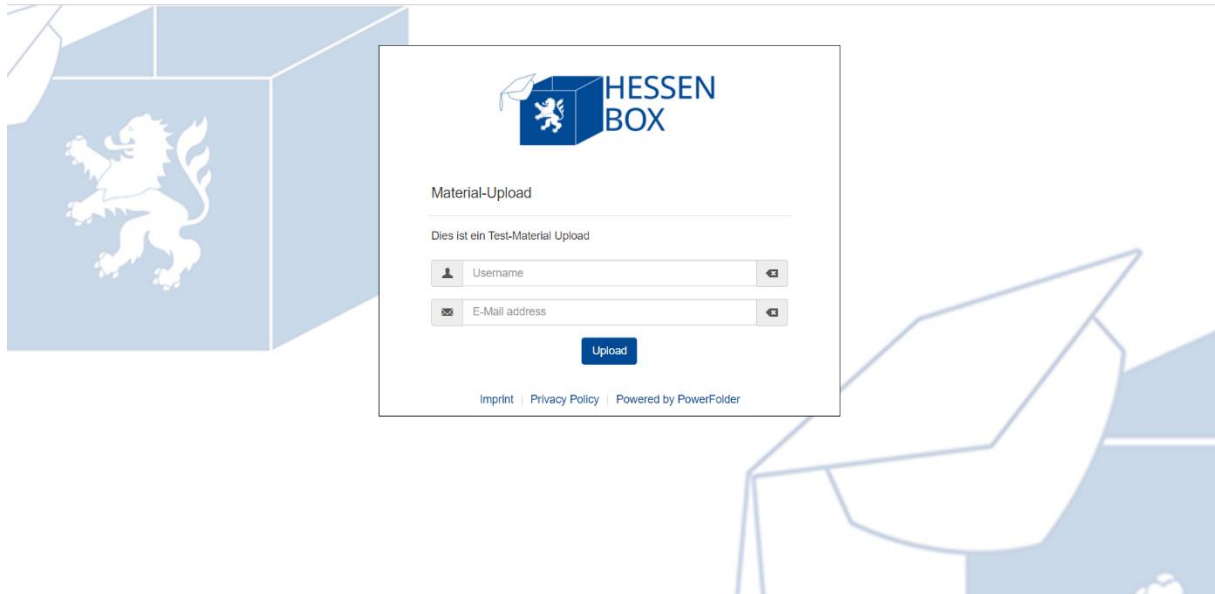 HESSEN
BOX
Material-Upload
Dies ist ein Test-Material Upload
Username
E-Mail address
Upload
Imprint | Privacy Policy | Powered by PowerFolder